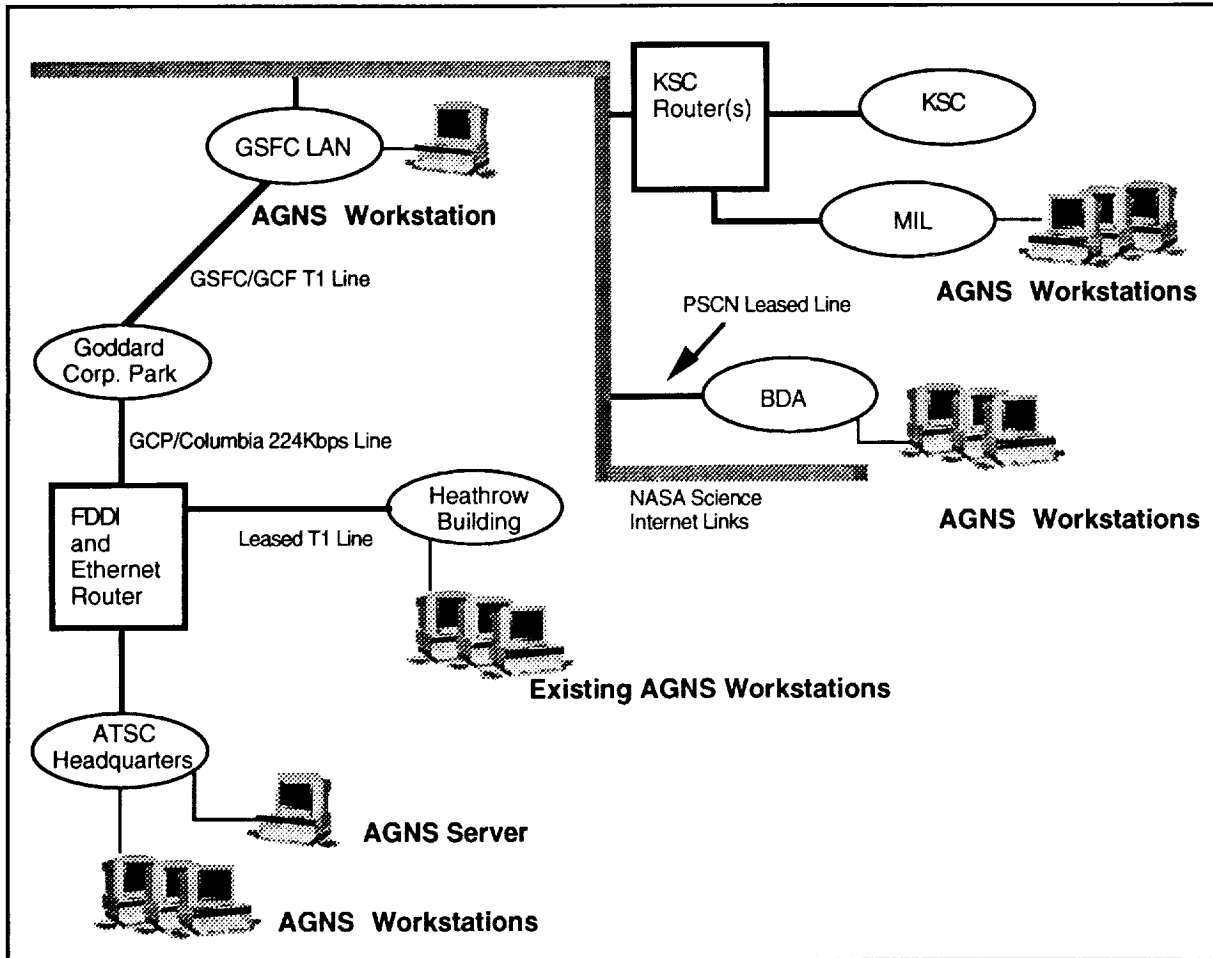 KSC
Router(s)
KSC
GSFC LAN
AGNS Workstation
MIL
AGNS Workstations
GSFC/GCF T1 Line
PSCN Leased Line
Goddard
Corp. Park
BDA
GCP/Columbia 224Kbps Line
FDDI
and
Ethernet
Router
Leased T1 Line
Heathrow
Building
NASA Science
Internet Links
AGNS Workstations
Existing AGNS Workstations
ATSC
Headquarters
AGNS Server
AGNS Workstations